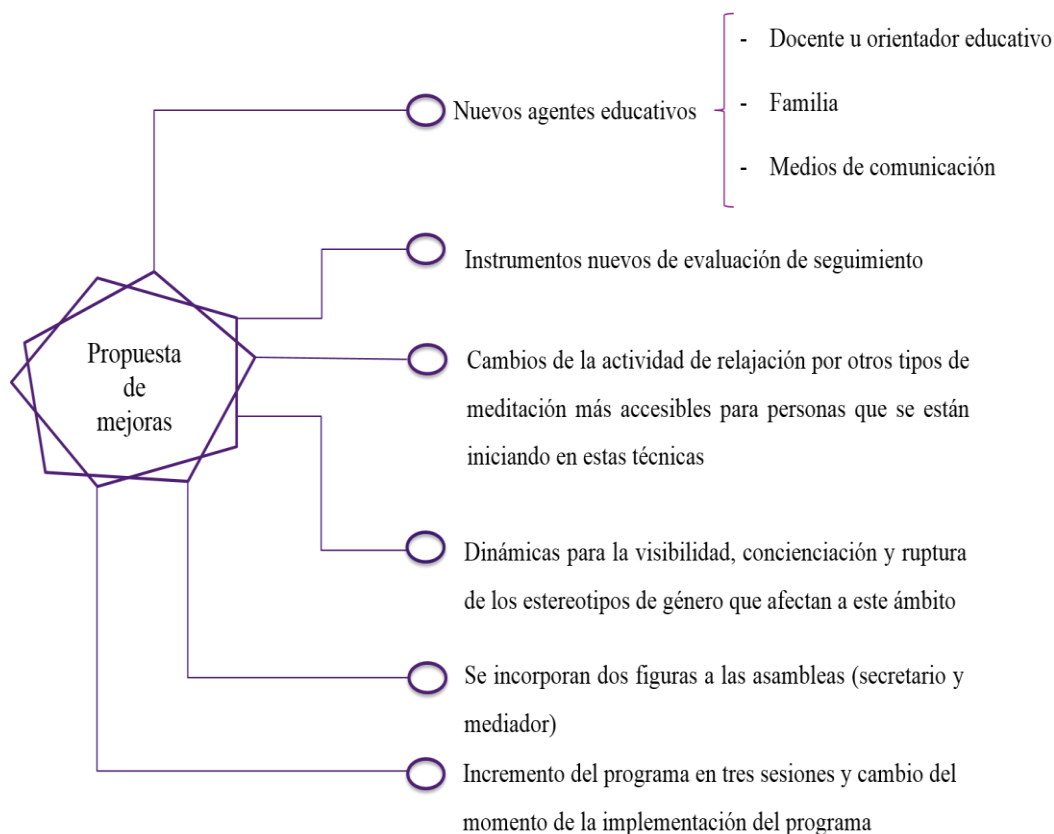 - Docente u orientador educativo
Nuevos agentes educativos
- Familia
- Medios de comunicación
Instrumentos nuevos de evaluación de seguimiento
Propuesta
de
mejoras
Cambios de la actividad de relajación por otros tipos de
meditación más accesibles para personas que se están
iniciando en estas técnicas
Dinámicas para la visibilidad, concienciación y ruptura
de los estereotipos de género que afectan a este ámbito
Se incorporan dos figuras a las asambleas (secretario y
mediador)
Incremento del programa en tres sesiones y cambio del
momento de la implementación del programa